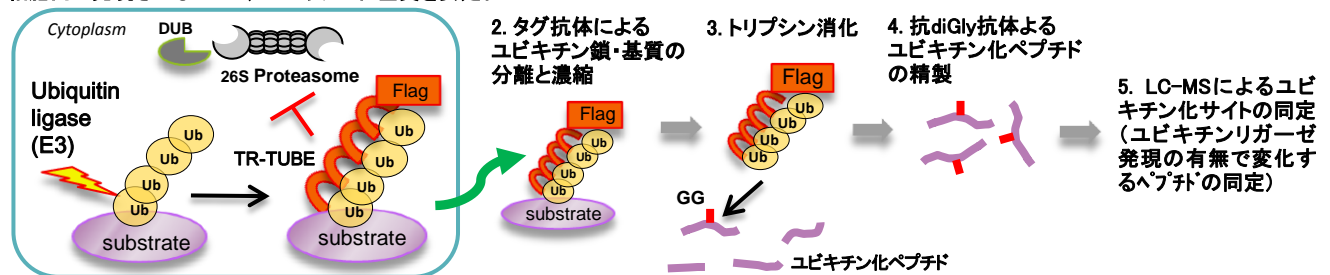 Cytoplasm
DUB
26S Proteasome
Ubiquitin
ligase
(E3)
Flag
Ub
Ub
Ub
Ub
TR-TUBE
Ub
Ub
Ub
Ub
substrate
substrate
2. タグ抗体による
ユビキチン鎖・基質の
分離と濃縮
Flag
Ub
Ub
Ub
Ub
substrate
3. トリプシン消化
Flag
Ub
Ub
Ub
Ub
GG
ユビキチン化ペプチド
4. 抗diGly抗体よる
ユビキチン化ペプチド
の精製
5. LC-MSによるユビ
キチン化サイトの同定
(ユビキチンリガーゼ
発現の有無で変化す
るペプチドの同定)